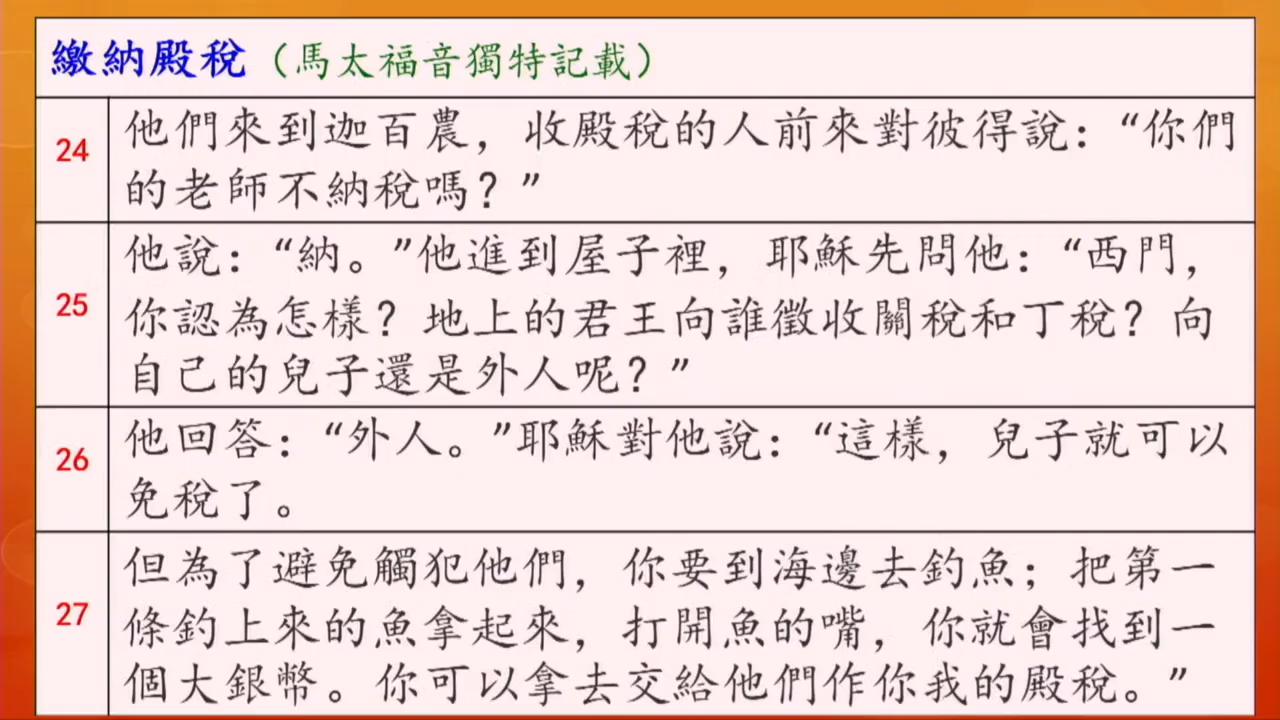 繳納殿稅（馬太福音獨特記載）
24
他們來到迦百農，收殿稅的人前來對彼得說：“你們
的老師不納稅嗎？”
25
他說：“納。”他進到屋子裡，耶穌先問他：“西門，
你認為怎樣？地上的君王向誰徵收關稅和丁稅？向
自己的兒子還是外人呢？”
26
他回答：“外人。”耶穌對他說：“這樣，兒子就可以
免稅了。
27
但為了避免觸犯他們，你要到海邊去釣魚；把第一
條釣上來的魚拿起來，打開魚的嘴，你就會找到一
個大銀幣。你可以拿去交給他們作你我的殿稅。”